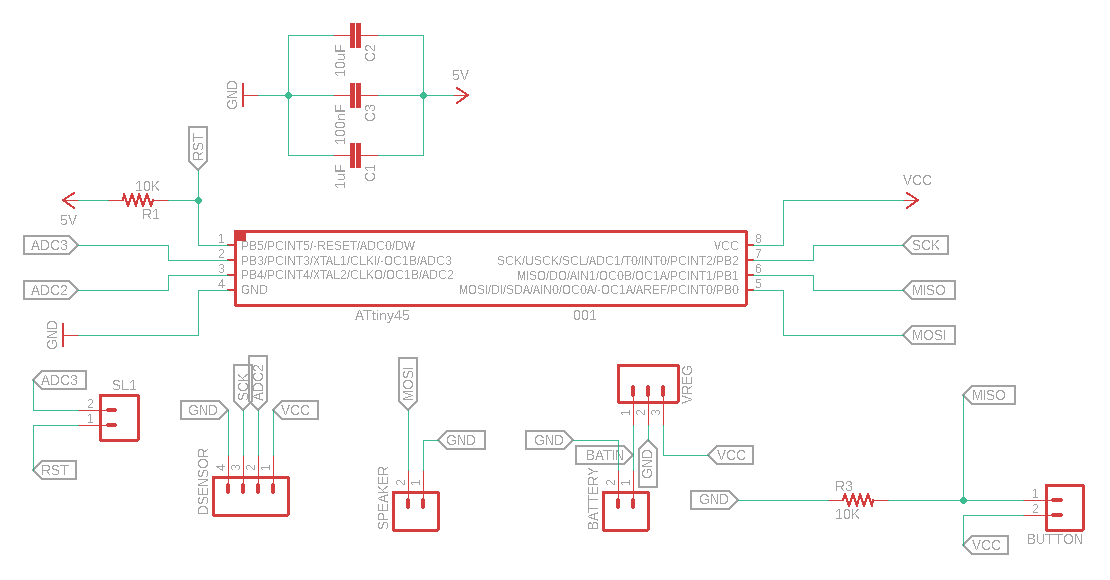 10uF
C2
GND
5V
100nF
C3
1uF
C1
RST
10K
R1
5V
VCC
ADC3
1
PB5/PCINT5/-RESET/ADC0/DW
VCC
8
2
PB3/PCINT3/XTAL1/CLKI/-OC1B/ADC3
SCK/USCK/SCL/ADC1/T0/INT0/PCINT2/PB2
7
SCK
3
PB4/PCINT4/XTAL2/CLKO/OC1B/ADC2
MISO/DO/AIN1/OC0B/OC1A/PCINT1/PB1
6
ADC2
4
GND
MOSI/DI/SDA/AIN0/OC0A/-OC1A/AREF/PCINT0/PB0
5
MISO
ATtiny45
001
GND
MOSI
ADC3
SL1
2
1
RST
GND
SCK
ADC2
VCC
4
3
2
1
DSENSOR
MOSI
GND
2
1
SPEAKER
VREG
1
2
3
GND
BATIN
GND
VCC
2
1
BATTERY
MISO
GND
R3
10K
1
2
VCC
BUTTON